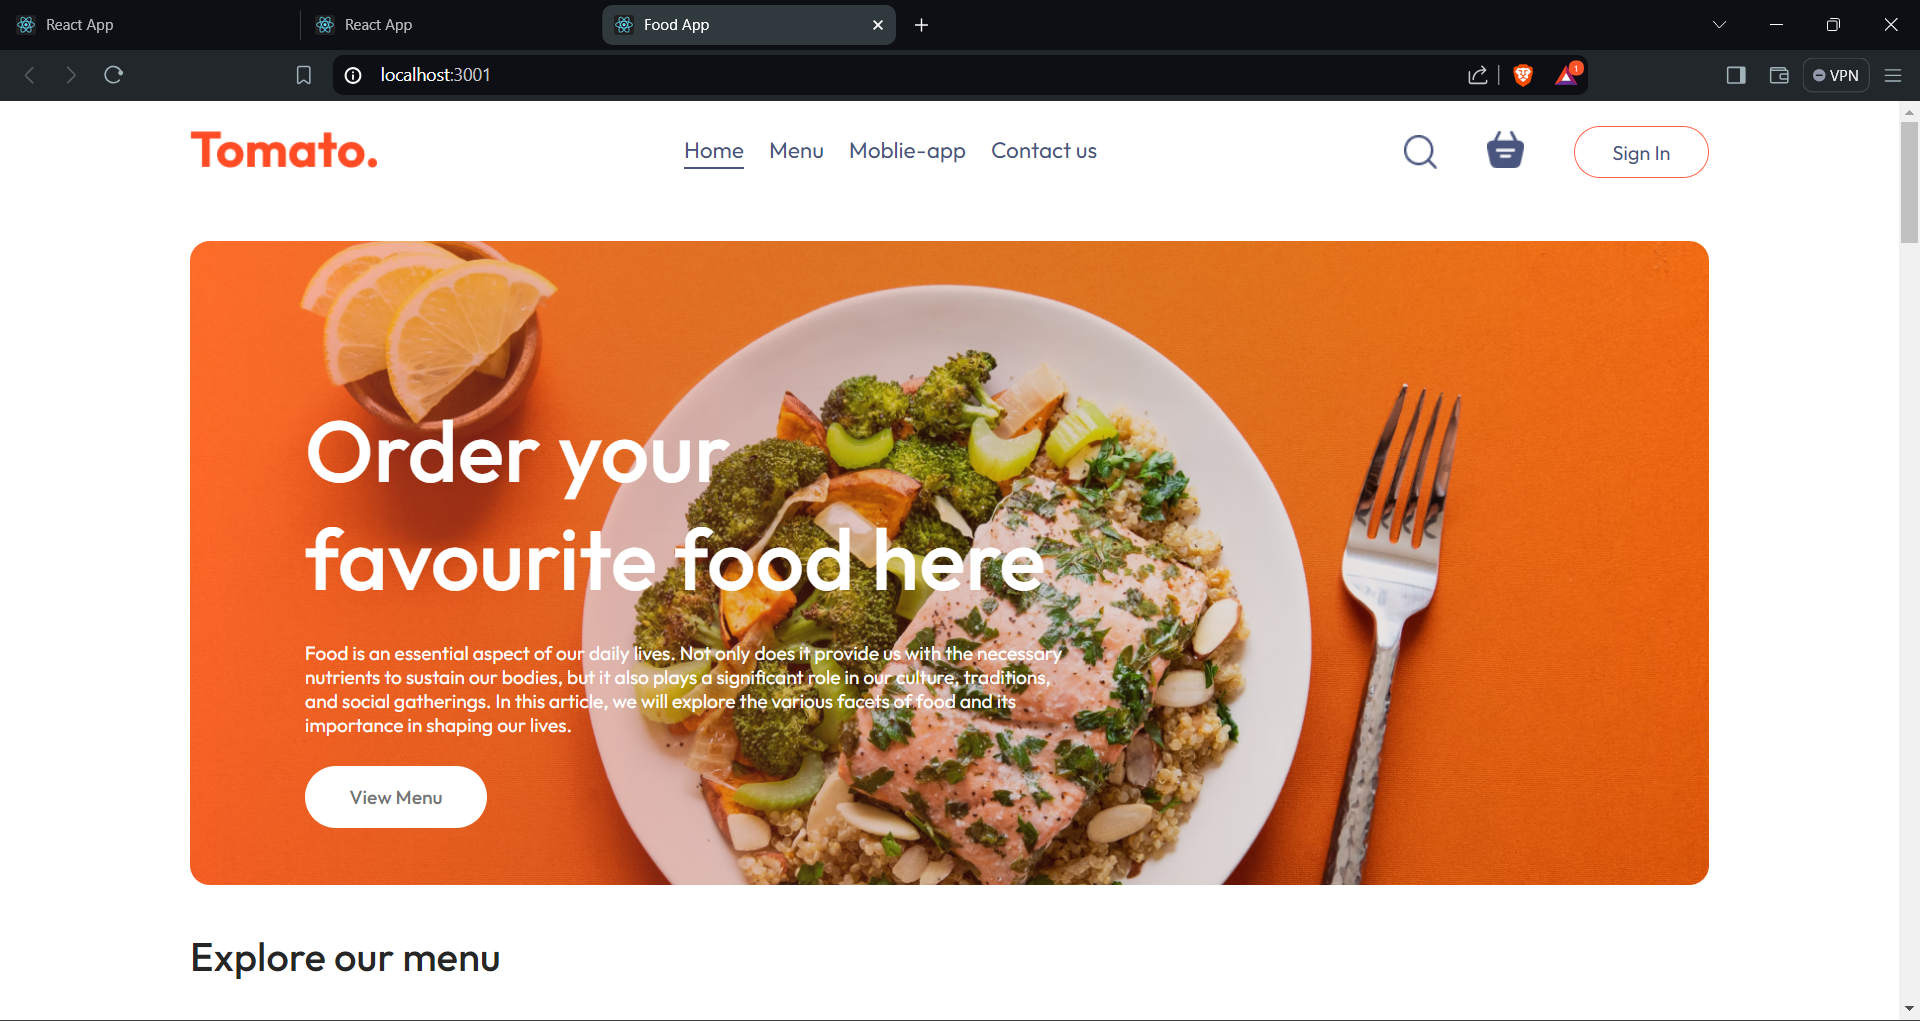 React App
React App
Food App
localhost:3001
1
VPN
Tomato.
Home
Menu
Moblie-app
Contact us
Sign In
Order your
favourite food here
Food is an essential aspect of our daily lives. Not only does it provide us with the necessary
nutrients to sustain our bodies, but it also plays a significant role in our culture, traditions,
and social gatherings. In this article, we will explore the various facets of food and its
importance in shaping our lives.
View Menu
Explore our menu